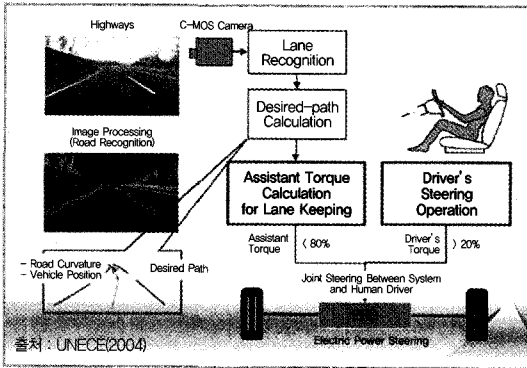 Highways
C-MOS Camera
Lane
Recognition
Desired-path
Calculation
Image Processing
(Road Recognition)
Assistant Torque
Calculation
for Lane Keeping
Driver's
Steering
Operation
Assistant
Torque
< 80%
Driver's
Torque
> 20%
- Road Curvature
- Vehicle Position
Desired Path
Joint Steering Between System
and Human Driver
Electric Power Steering
출처 : UNECE(2004)